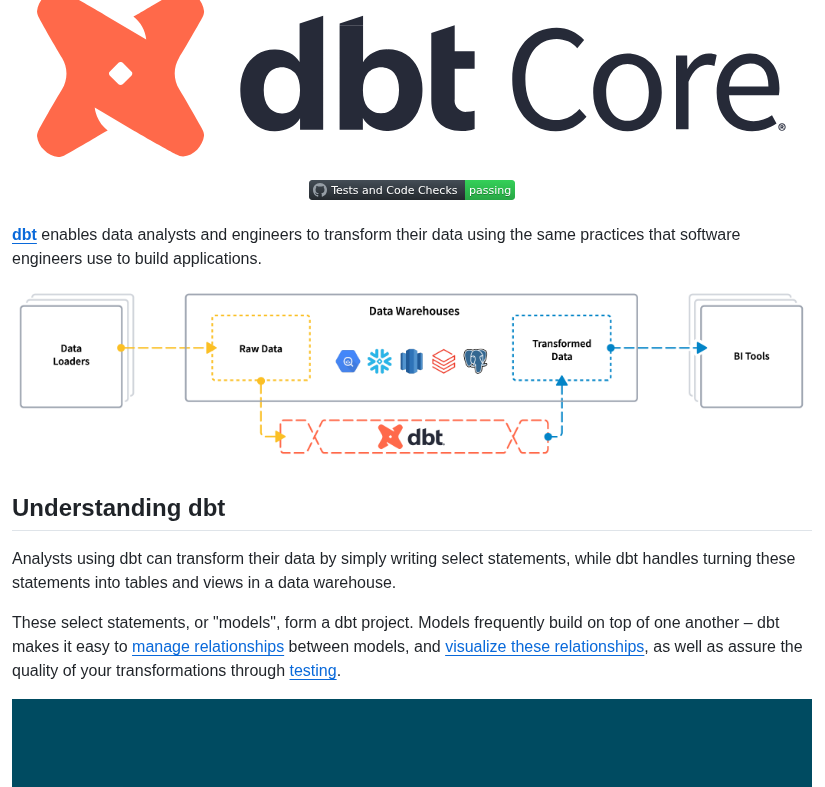 dbt Core®
Tests and Code Checks passing
dbt enables data analysts and engineers to transform their data using the same practices that software
engineers use to build applications.
Data Warehouses
Data
Loaders
Raw Data
Transformed
Data
BI Tools
dbt
Understanding dbt
Analysts using dbt can transform their data by simply writing select statements, while dbt handles turning these
statements into tables and views in a data warehouse.
These select statements, or "models", form a dbt project. Models frequently build on top of one another – dbt
makes it easy to manage relationships between models, and visualize these relationships, as well as assure the
quality of your transformations through testing.